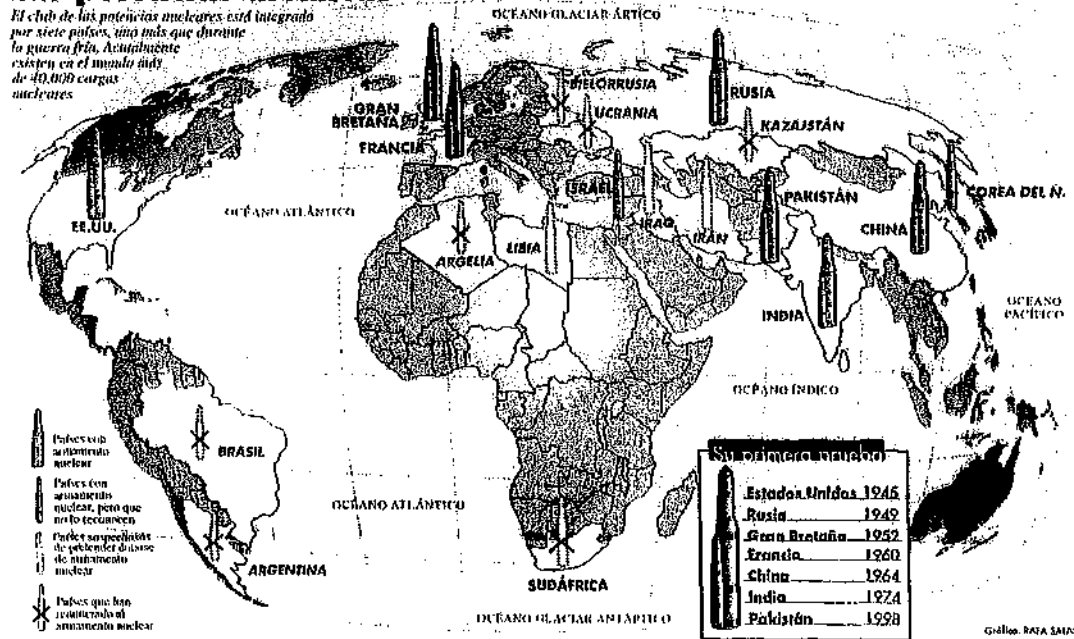 El club de las potencias nucleares está integrado
por siete países, uno más que durante
la guerra fría. Actualmente
existen en el mundo más
de 40.000 cargas
nucleares
OCÉANO GLACIAR ÁRTICO
GRAN
BRETAÑA
FRANCIA
BIELORRUSIA
UCRANIA
RUSIA
KAZAJSTÁN
EE.UU.
OCÉANO ATLÁNTICO
ARGELIA
LIBIA
ISRAEL
IRAQ
IRÁN
PAKISTÁN
CHINA
COREA DEL N.
INDIA
OCEANO
PACÍFICO
OCÉANO ÍNDICO
BRASIL
OCEANO ATLÁNTICO
ARGENTINA
SUDÁFRICA
OCÉANO GLACIAR ANTÁRTICO
Países con
armamento
nuclear
Países con
armamento
nuclear, pero que
no lo reconocen
Países sospechosos
de pretender dotarse
de armamento
nuclear
Países que han
renunciado al
armamento nuclear
Su primera prueba
Estados Unidos 1945
Rusia 1949
Gran Bretaña 1952
Francia 1960
China 1964
India 1974
Pakistán 1998
Gráfico: RAFA